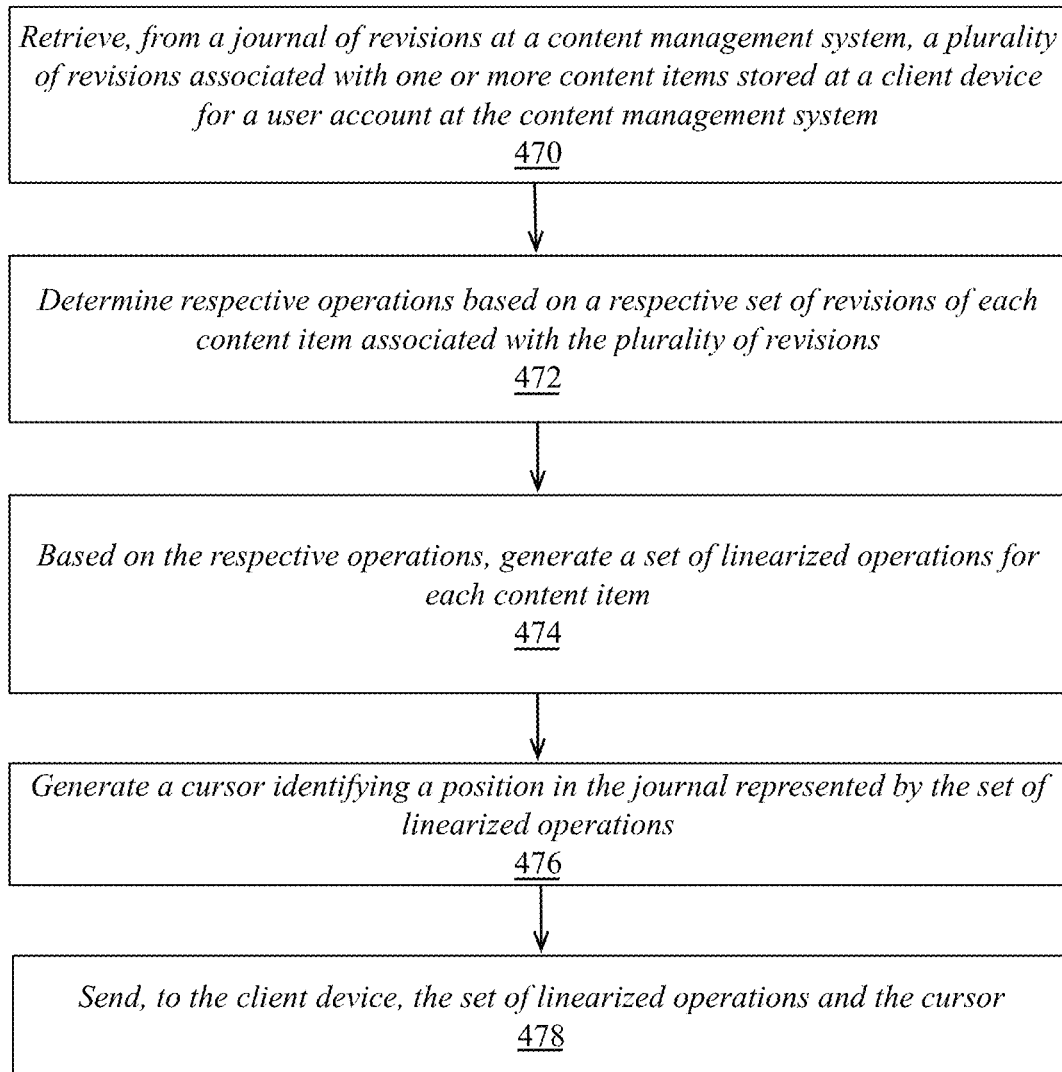 Retrieve, from a journal of revisions at a content management system, a plurality
of revisions associated with one or more content items stored at a client device
for a user account at the content management system
470
Determine respective operations based on a respective set of revisions of each
content item associated with the plurality of revisions
472
Based on the respective operations, generate a set of linearized operations for
each content item
474
Generate a cursor identifying a position in the journal represented by the set of
linearized operations
476
Send, to the client device, the set of linearized operations and the cursor
478